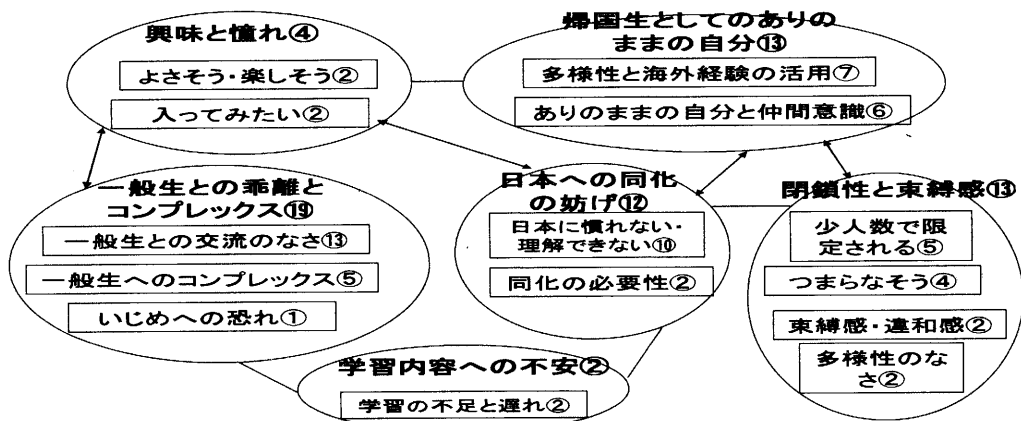 興味と憧れ④
よさそう・楽しそう②
入ってみたい②
帰国生としてのありの
ままの自分⑬
多様性と海外経験の活用⑦
ありのままの自分と仲間意識⑥
一般生との乖離と
コンプレックス⑲
一般生との交流のなさ⑬
一般生へのコンプレックス⑤
いじめへの恐れ①
日本への同化
の妨げ⑫
日本に慣れない・
理解できない⑩
同化の必要性②
閉鎖性と束縛感⑬
少人数で限
定される⑤
つまらなそう④
束縛感・違和感②
多様性のな
さ②
学習内容への不安②
学習の不足と遅れ②